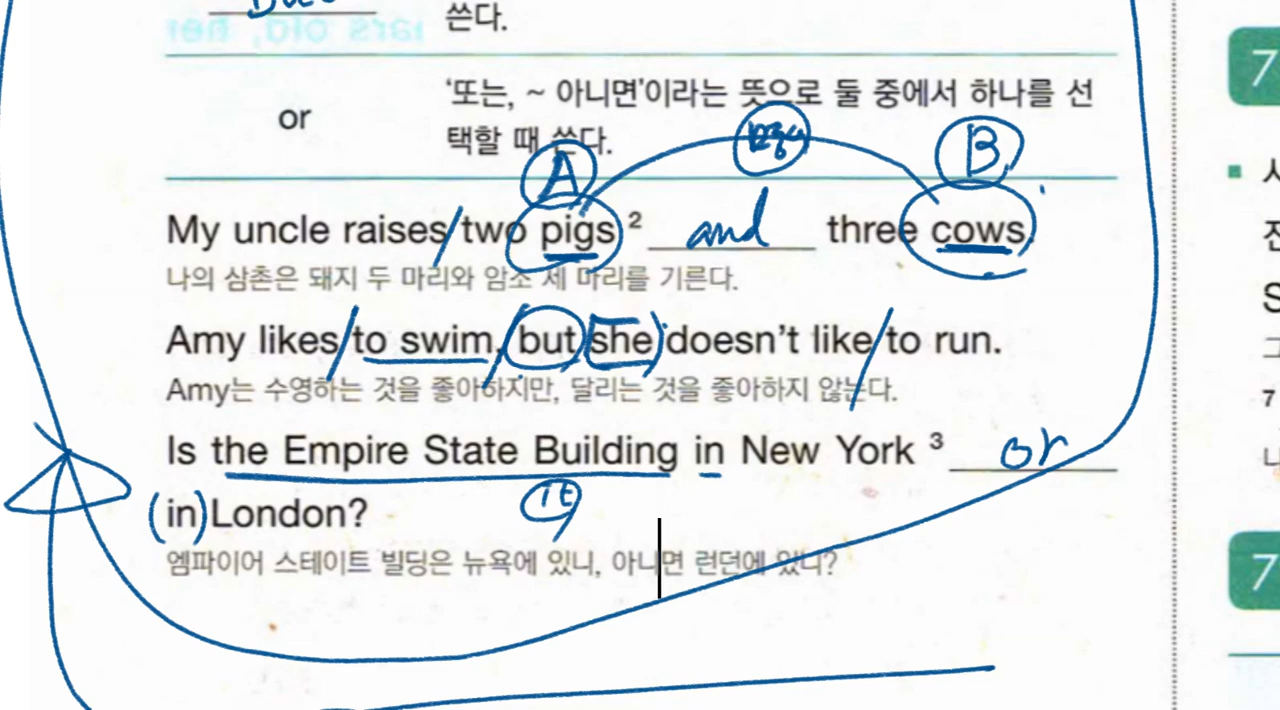 쓴다.
or
'또는, ~ 아니면'이라는 뜻으로 둘 중에서 하나를 선
택할 때 쓴다.
A B
My uncle raises two pigs ² and three cows.
나의 삼촌은 돼지 두 마리와 암소 세 마리를 기른다.
Amy likes to swim, but she doesn't like to run.
Amy는 수영하는 것을 좋아하지만, 달리는 것을 좋아하지 않는다.
Is the Empire State Building in New York ³ or
(in) London?
it
엠파이어 스테이트 빌딩은 뉴욕에 있니, 아니면 런던에 있니?
7
7
7